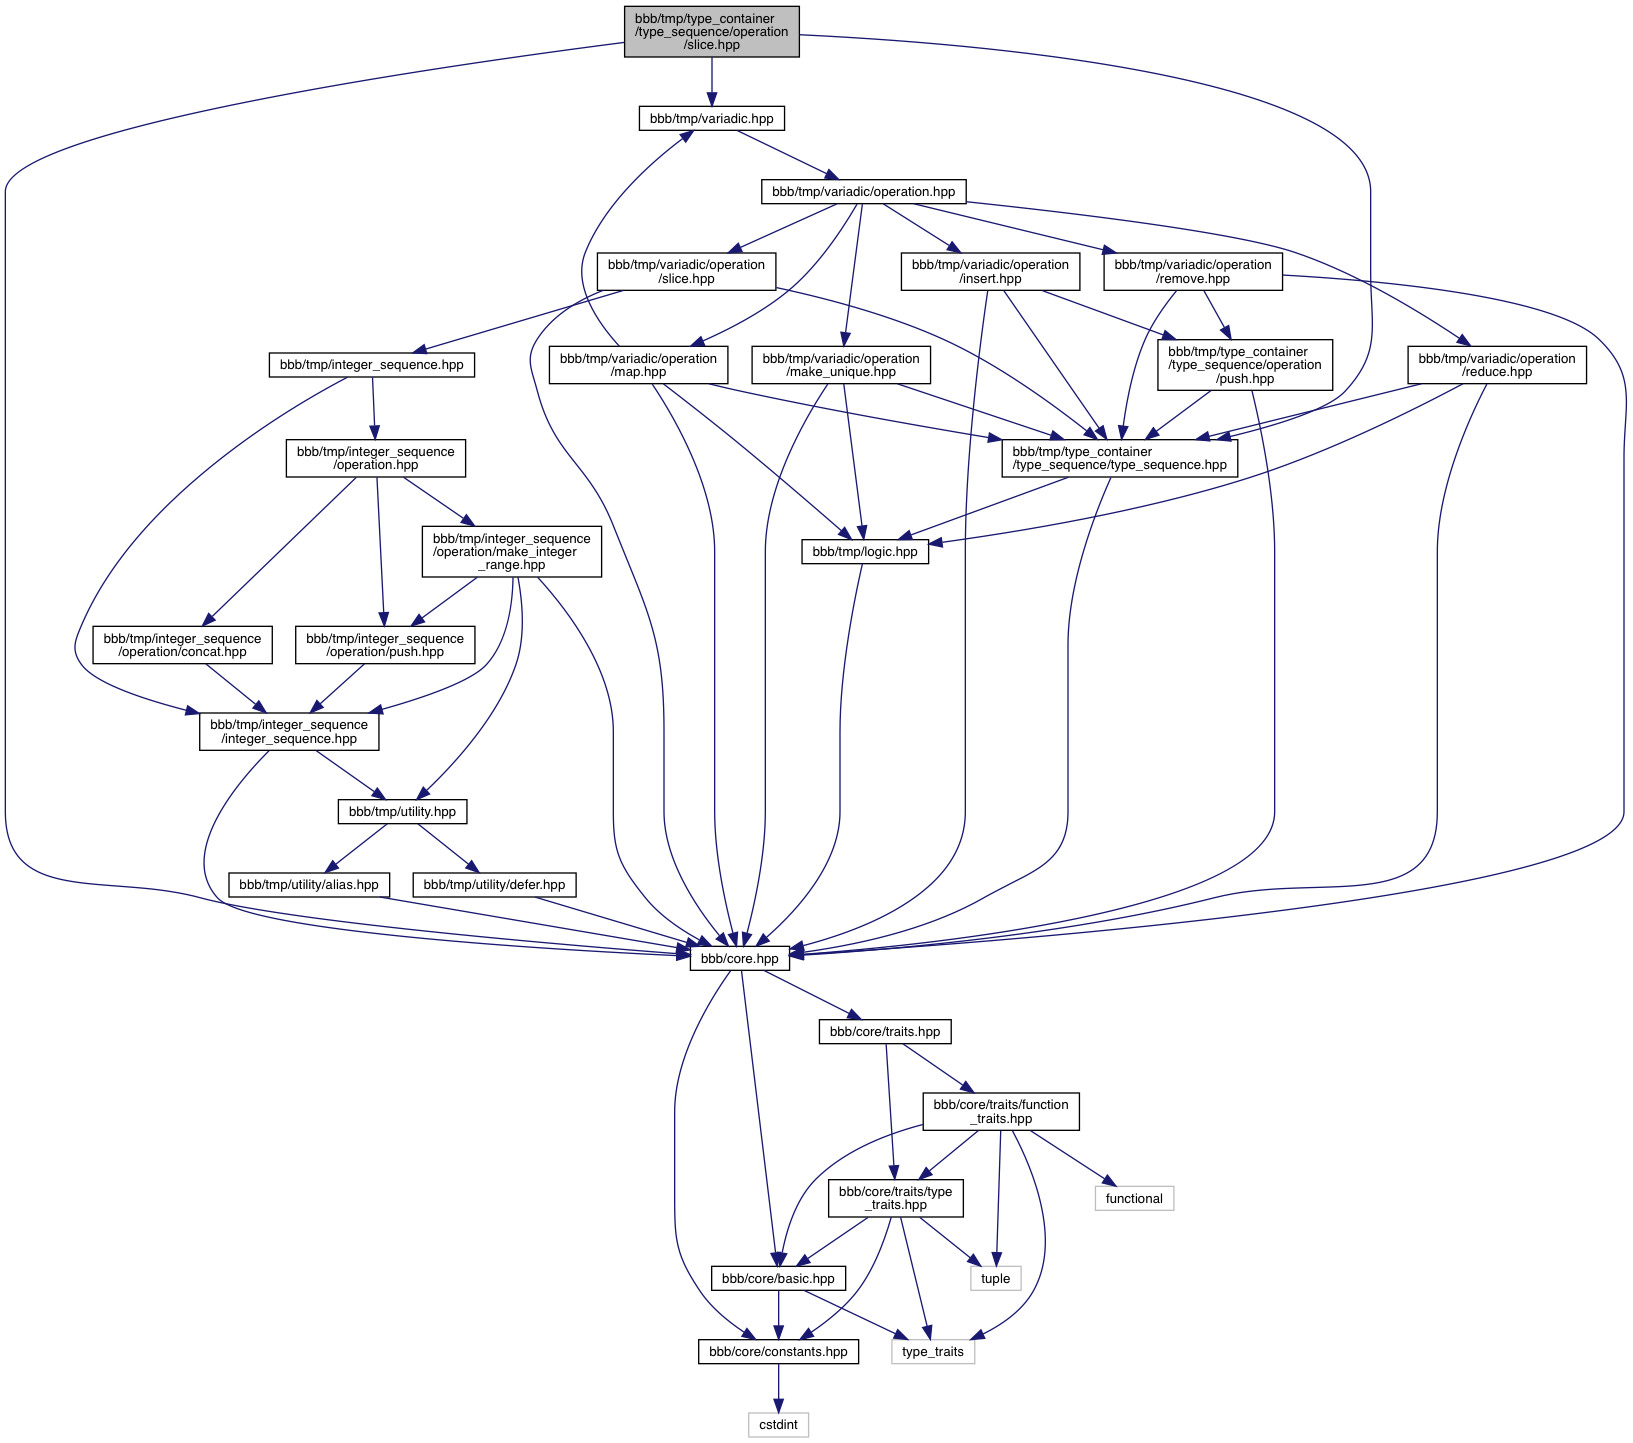 bbb/tmp/type_container
/type_sequence/operation
/slice.hpp
bbb/tmp/variadic.hpp
bbb/tmp/variadic/operation.hpp
bbb/tmp/variadic/operation
/slice.hpp
bbb/tmp/variadic/operation
/insert.hpp
bbb/tmp/variadic/operation
/remove.hpp
bbb/tmp/integer_sequence.hpp
bbb/tmp/variadic/operation
/map.hpp
bbb/tmp/variadic/operation
/make_unique.hpp
bbb/tmp/type_container
/type_sequence/operation
/push.hpp
bbb/tmp/variadic/operation
/reduce.hpp
bbb/tmp/integer_sequence
/operation.hpp
bbb/tmp/type_container
/type_sequence/type_sequence.hpp
bbb/tmp/integer_sequence
/operation/make_integer
_range.hpp
bbb/tmp/logic.hpp
bbb/tmp/integer_sequence
/operation/concat.hpp
bbb/tmp/integer_sequence
/operation/push.hpp
bbb/tmp/integer_sequence
/integer_sequence.hpp
bbb/tmp/utility.hpp
bbb/tmp/utility/alias.hpp
bbb/tmp/utility/defer.hpp
bbb/core.hpp
bbb/core/traits.hpp
bbb/core/traits/function
_traits.hpp
bbb/core/traits/type
_traits.hpp
functional
bbb/core/basic.hpp
tuple
bbb/core/constants.hpp
type_traits
cstdint